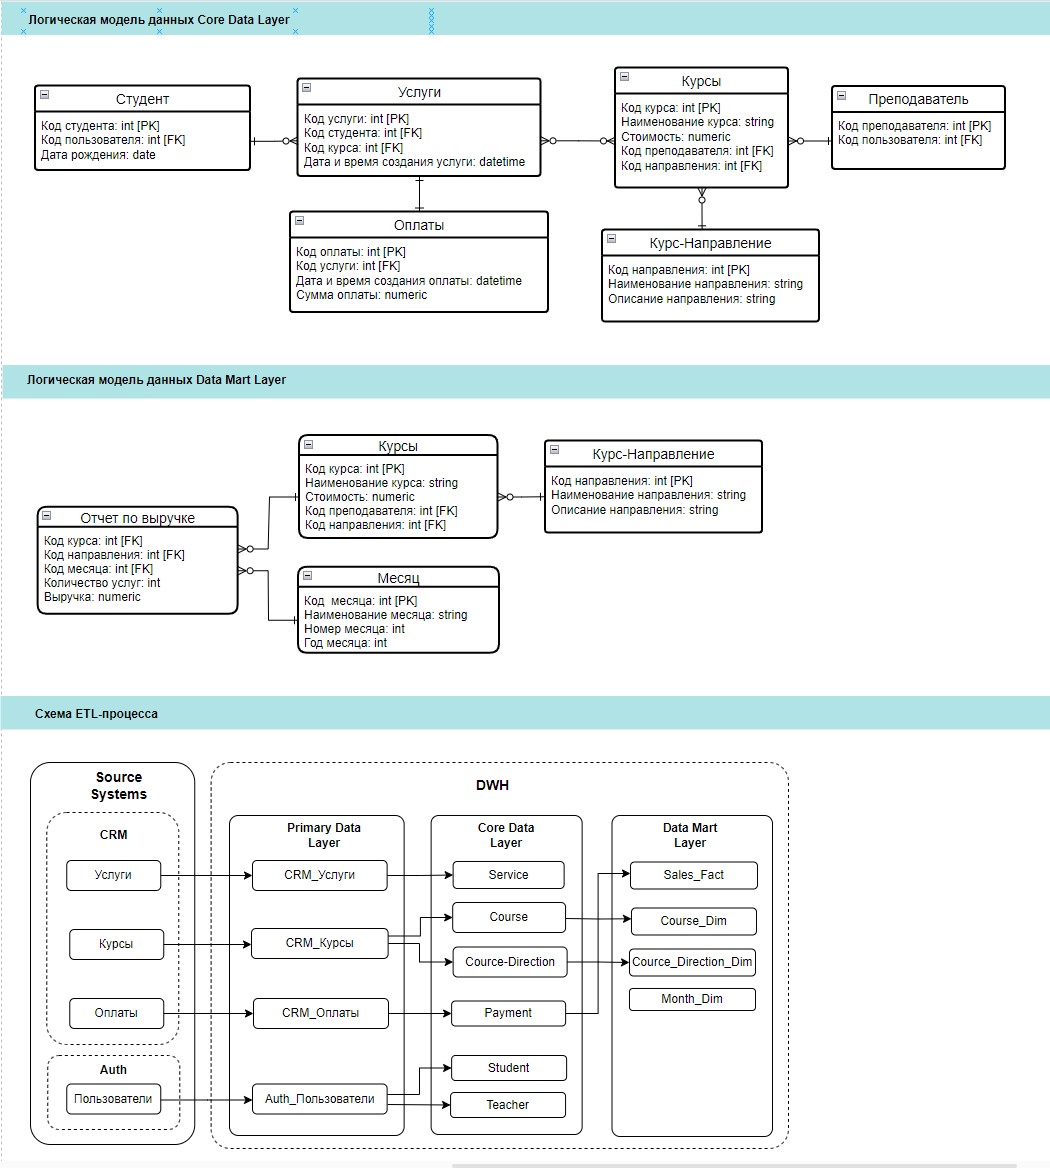 Логическая модель данных Core Data Layer
Студент
Код студента: int [PK]
Код пользователя: int [FK]
Дата рождения: date
Услуги
Код услуги: int [PK]
Код студента: int [FK]
Код курса: int [FK]
Дата и время создания услуги: datetime
Курсы
Код курса: int [PK]
Наименование курса: string
Стоимость: numeric
Код преподавателя: int [FK]
Код направления: int [FK]
Преподаватель
Код преподавателя: int [PK]
Код пользователя: int [FK]
Оплаты
Код оплаты: int [PK]
Код услуги: int [FK]
Дата и время создания оплаты: datetime
Сумма оплаты: numeric
Курс-Направление
Код направления: int [PK]
Наименование направления: string
Описание направления: string
Логическая модель данных Data Mart Layer
Отчет по выручке
Код курса: int [FK]
Код направления: int [FK]
Код месяца: int [FK]
Количество услуг: int
Выручка: numeric
Курсы
Код курса: int [PK]
Наименование курса: string
Стоимость: numeric
Код преподавателя: int [FK]
Код направления: int [FK]
Курс-Направление
Код направления: int [PK]
Наименование направления: string
Описание направления: string
Месяц
Код месяца: int [PK]
Наименование месяца: string
Номер месяца: int
Год месяца: int
Схема ETL-процесса
Source
Systems
CRM
Услуги
Курсы
Оплаты
Auth
Пользователи
DWH
Primary Data
Layer
CRM_Услуги
CRM_Курсы
CRM_Оплаты
Auth_Пользователи
Core Data
Layer
Service
Course
Cource-Direction
Payment
Student
Teacher
Data Mart
Layer
Sales_Fact
Course_Dim
Cource_Direction_Dim
Month_Dim